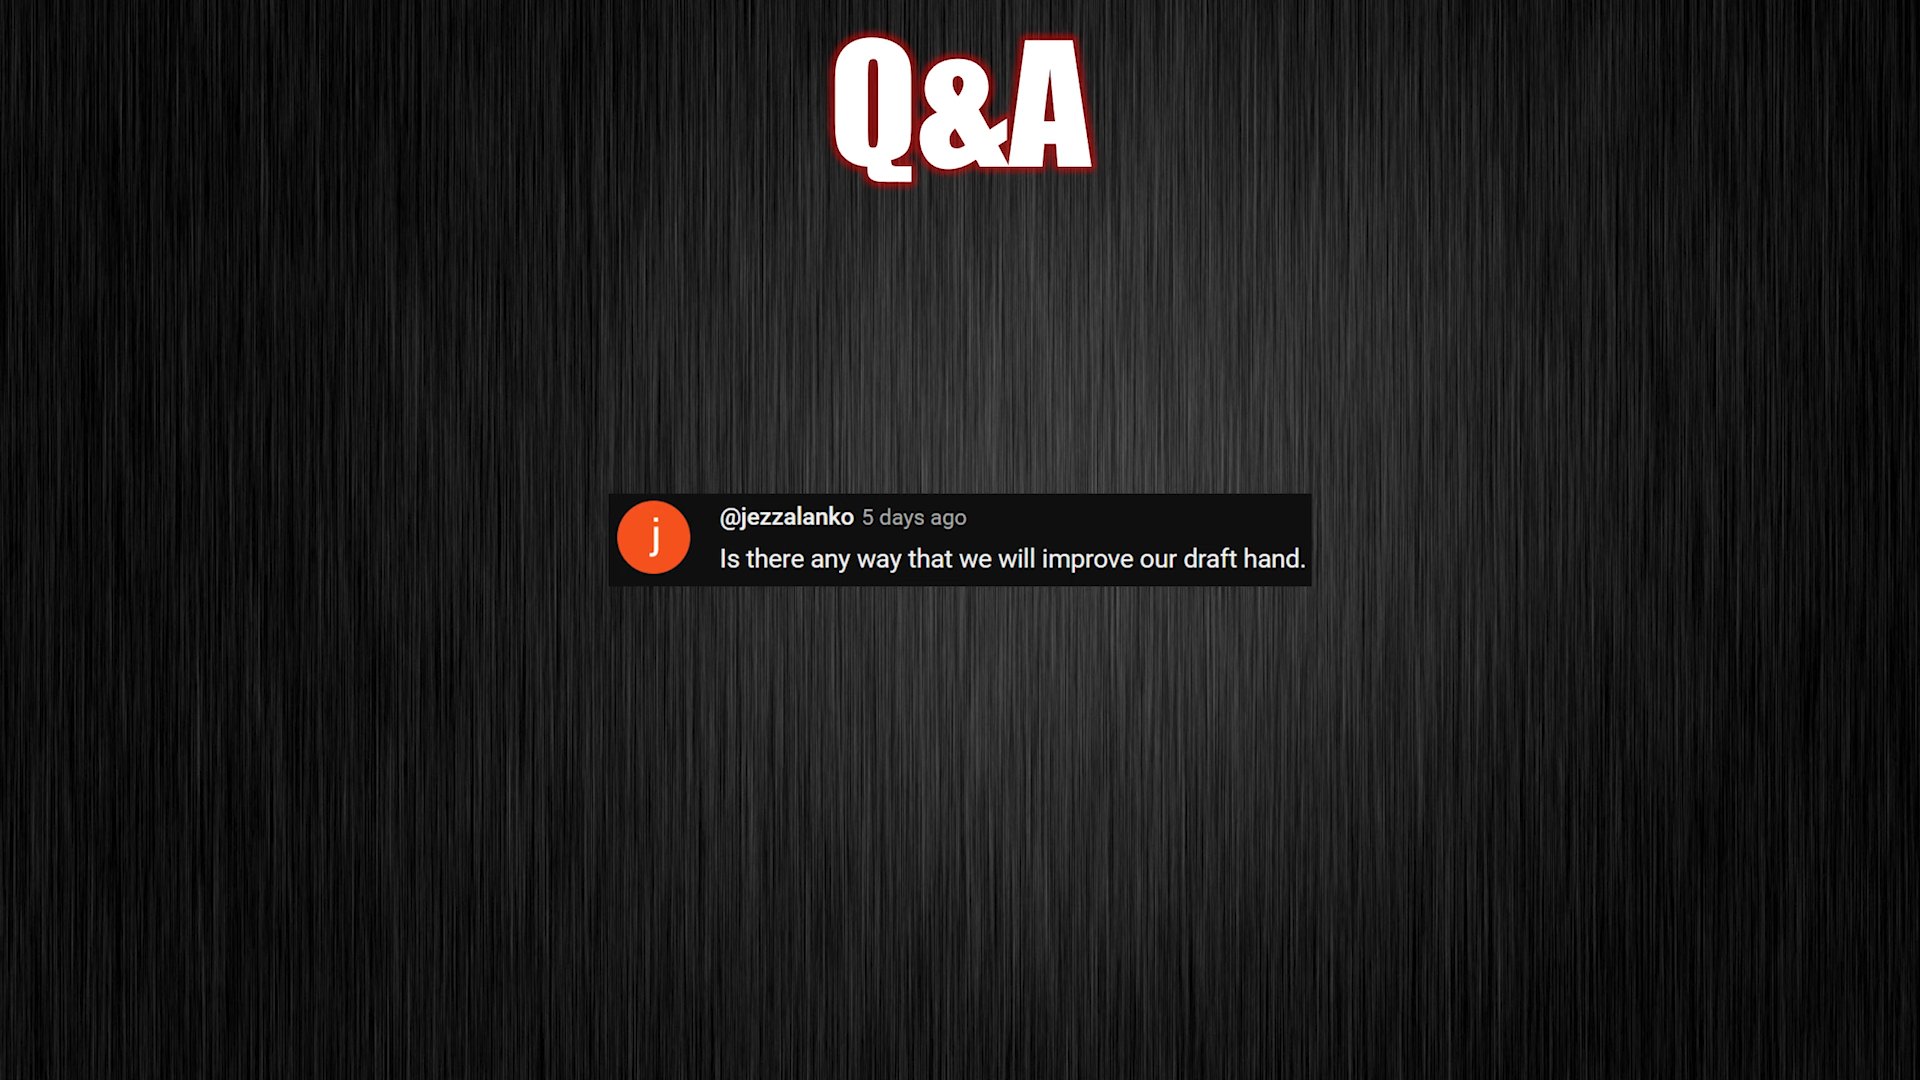 Q&A
j
@jezzalanko 5 days ago
Is there any way that we will improve our draft hand.